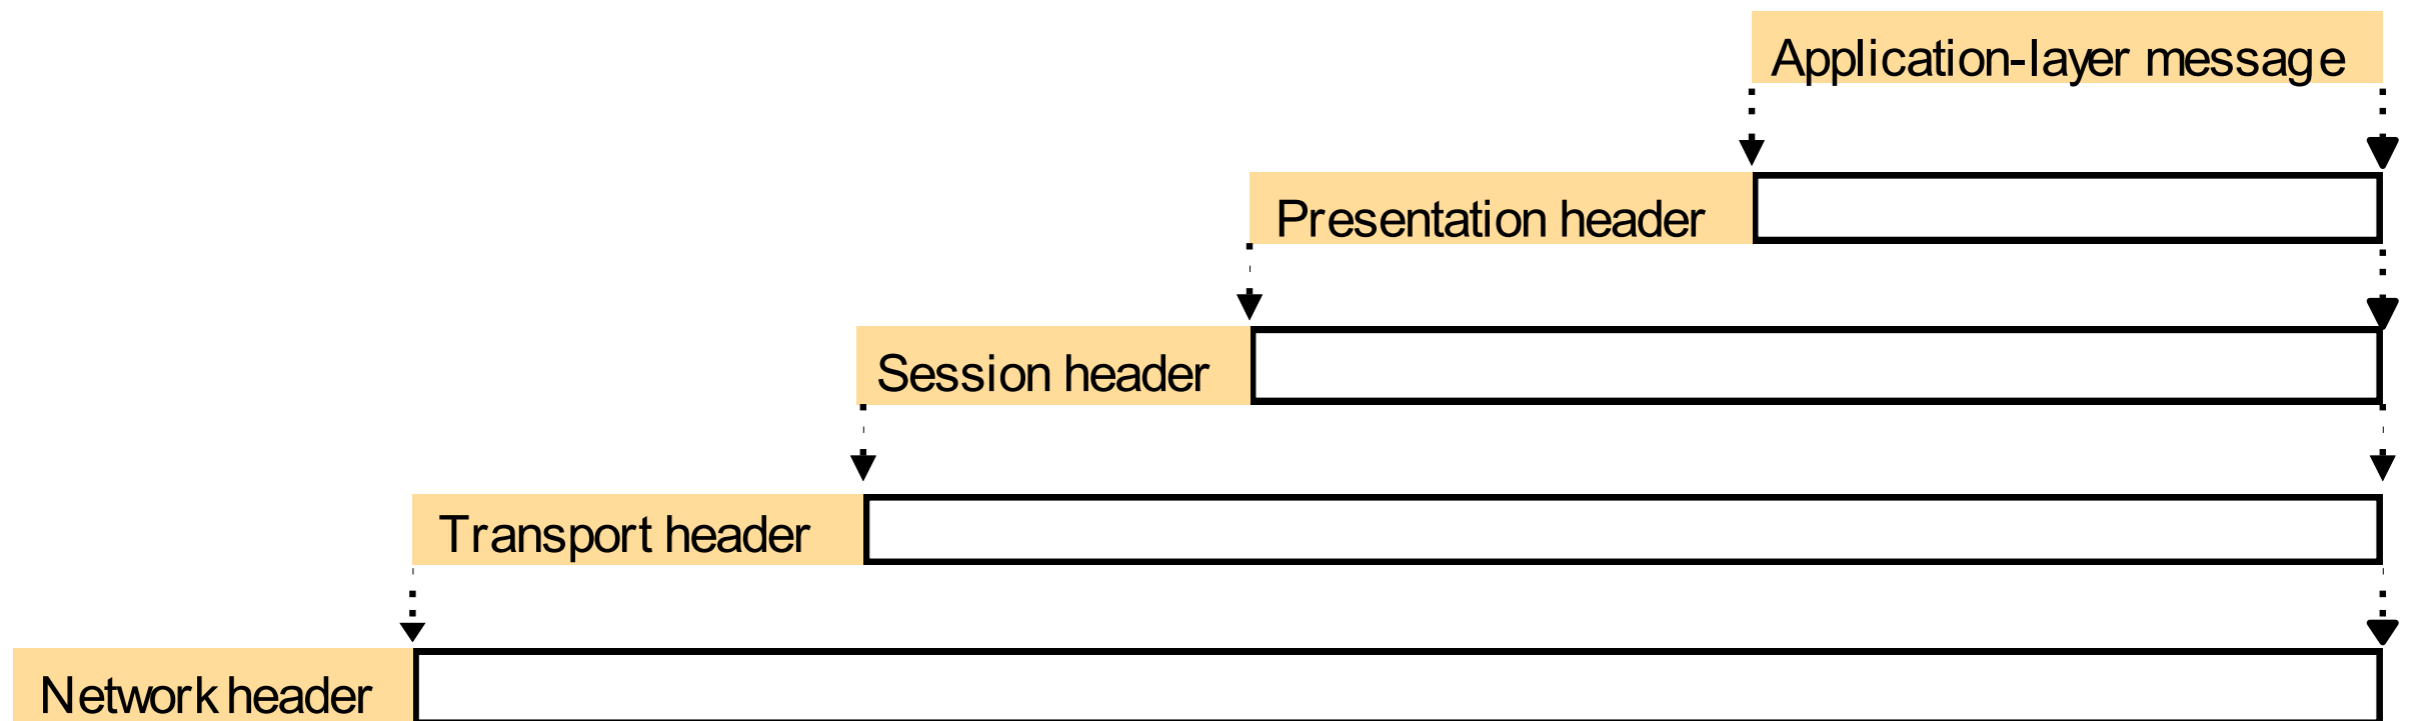 Application-layer message
Presentation header
Session header
Transport header
Network header